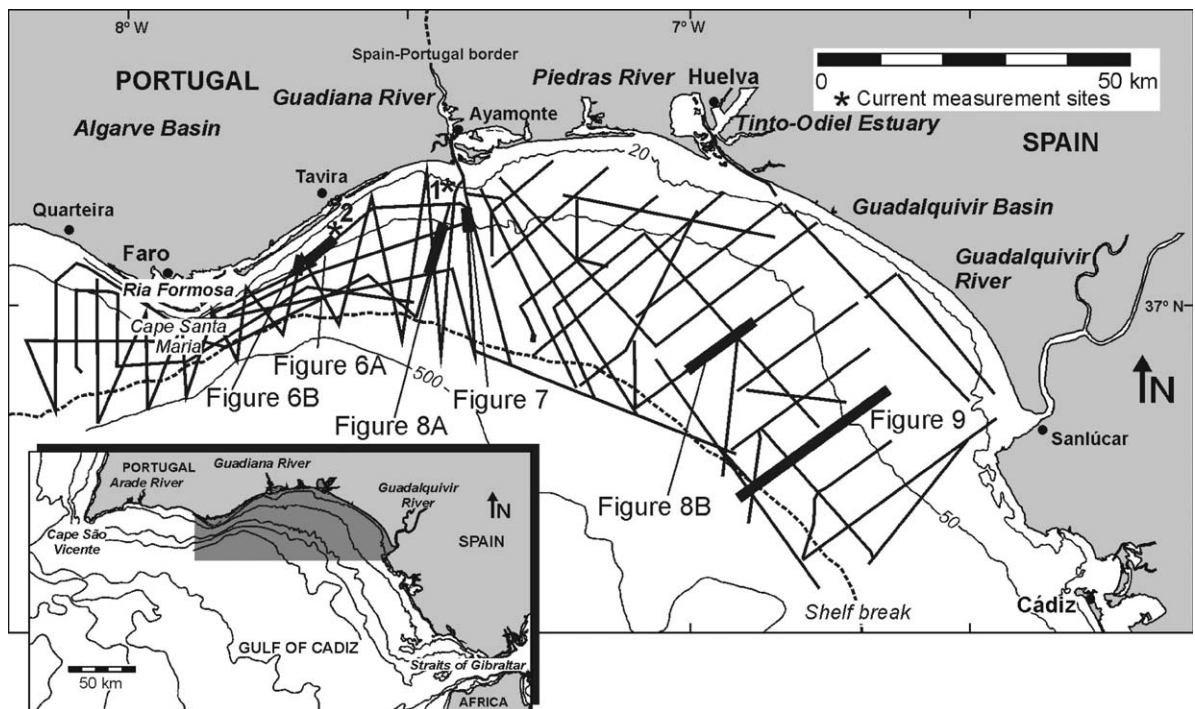 8° W
7° W
Spain-Portugal border
PORTUGAL
Piedras River
Huelva
0
50 km
* Current measurement sites
Guadiana River
Algarve Basin
Ayamonte
Tinto-Odiel Estuary
SPAIN
20
Tavira
1*
Quarteira
*2
Guadalquivir Basin
Faro
Guadalquivir
River
Ria Formosa
37° N
Cape Santa
Maria
Figure 6A
500
N
Figure 6B
Figure 7
Figure 9
Figure 8A
Sanlúcar
Figure 8B
50
Shelf break
Cádiz
PORTUGAL
Arade River
Guadiana River
Guadalquivir
River
N
Cape São
Vicente
SPAIN
GULF OF CADIZ
Straits of Gibraltar
50 km
AFRICA